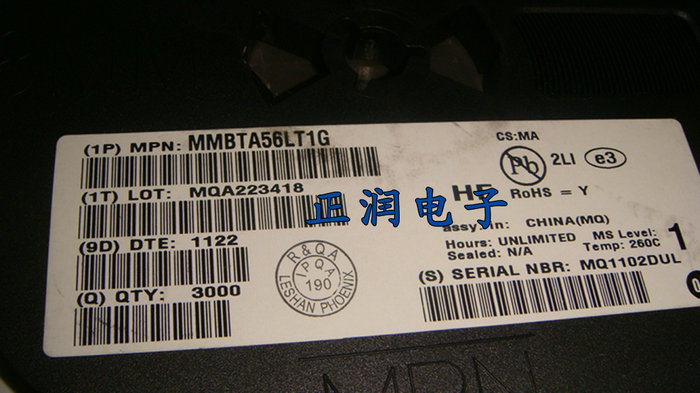 (1P) MPN: MMBTA56LT1G
(1T) LOT: MQA223418
(9D) DTE: 1122
(Q) QTY: 3000
R&QA
IPQA
190
LESHAN PHOENIX
正润电子
CS:MA
Pb
2LI
e3
HF
RoHS = Y
assy in: CHINA(MQ)
Hours: UNLIMITED
MS Level:
1
Sealed: N/A
Temp: 260C
(S) SERIAL NBR: MQ1102DUL